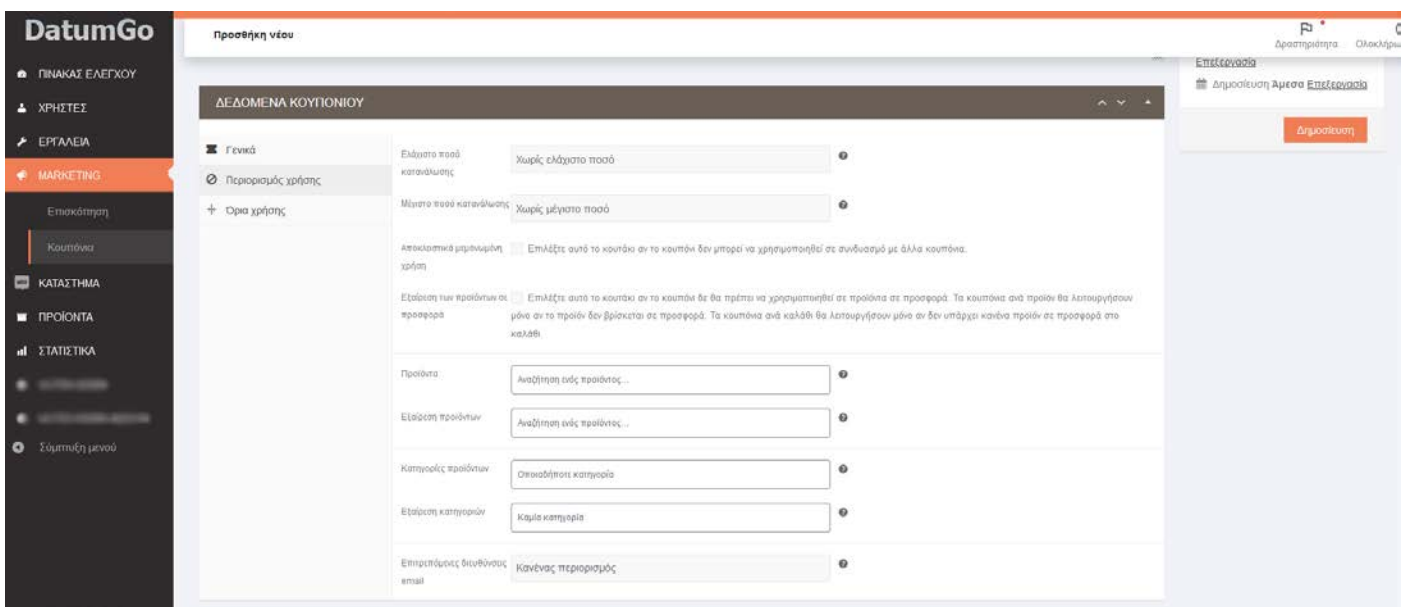 DatumGo
Προσθήκη νέου
Δραστηριότητα
ΠΙΝΑΚΑΣ ΕΛΕΓΧΟΥ
ΧΡΗΣΤΕΣ
ΕΡΓΑΛΕΙΑ
MARKETING
Επισκόπηση
Κουπόνια
ΚΑΤΑΣΤΗΜΑ
ΠΡΟΪΟΝΤΑ
ΣΤΑΤΙΣΤΙΚΑ
Σύμπτυξη μενού
Επεξεργασία
Δημοσίευση Άμεσα Επεξεργασία
Δημοσίευση
ΔΕΔΟΜΕΝΑ ΚΟΥΠΟΝΙΟΥ
Γενικά
Περιορισμός χρήσης
Όρια χρήσης
Ελάχιστο ποσό
κατανάλωσης
Χωρίς ελάχιστο ποσό
Μέγιστο ποσό κατανάλωσης
Χωρίς μέγιστο ποσό
Αποκλειστικά μεμονωμένη
χρήση
Επιλέξτε αυτό το κουτάκι αν το κουπόνι δεν μπορεί να χρησιμοποιηθεί σε συνδυασμό με άλλα κουπόνια.
Εξαίρεση των προϊόντων σε
προσφορά
Επιλέξτε αυτό το κουτάκι αν το κουπόνι δε θα πρέπει να χρησιμοποιηθεί σε προϊόντα σε προσφορά. Τα κουπόνια ανά προϊόν θα λειτουργήσουν
μόνο αν το προϊόν δεν βρίσκεται σε προσφορά. Τα κουπόνια ανά καλάθι θα λειτουργήσουν μόνο αν δεν υπάρχει κανένα προϊόν σε προσφορά στο
καλάθι.
Προϊόντα
Αναζήτηση ενός προϊόντος...
Εξαίρεση προϊόντων
Αναζήτηση ενός προϊόντος...
Κατηγορίες προϊόντων
Οποιαδήποτε κατηγορία
Εξαίρεση κατηγοριών
Καμία κατηγορία
Επιτρεπόμενες διευθύνσεις
email
Κανένας περιορισμός